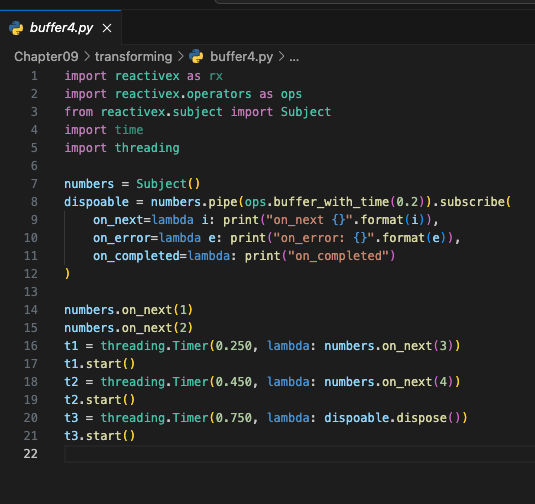 buffer4.py ×
Chapter09 > transforming > buffer4.py > ...
1 import reactivex as rx
2 import reactivex.operators as ops
3 from reactivex.subject import Subject
4 import time
5 import threading
6
7 numbers = Subject()
8 dispoable = numbers.pipe(ops.buffer_with_time(0.2)).subscribe(
9     on_next=lambda i: print("on_next {}".format(i)),
10     on_error=lambda e: print("on_error: {}".format(e)),
11     on_completed=lambda: print("on_completed")
12 )
13
14 numbers.on_next(1)
15 numbers.on_next(2)
16 t1 = threading.Timer(0.250, lambda: numbers.on_next(3))
17 t1.start()
18 t2 = threading.Timer(0.450, lambda: numbers.on_next(4))
19 t2.start()
20 t3 = threading.Timer(0.750, lambda: dispoable.dispose())
21 t3.start()
22